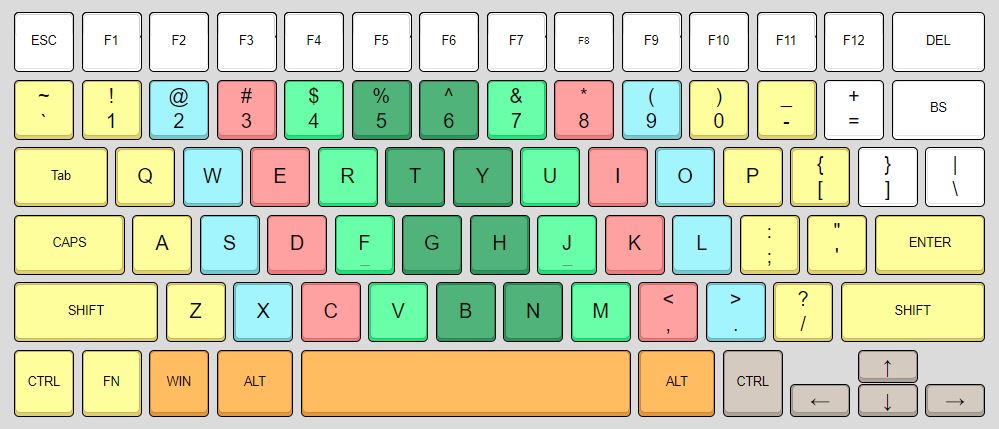 ESC F1 F2 F3 F4 F5 F6 F7 F8 F9 F10 F11 F12 DEL
~ ! @ # $ % ^ & * ( ) _ +
` 1 2 3 4 5 6 7 8 9 0 - = BS
{ } |
Tab Q W E R T Y U I O P [ ] \
: "
CAPS A S D F G H J K L ; ' ENTER
< > ?
SHIFT Z X C V B N M , . / SHIFT
CTRL FN WIN ALT ALT CTRL ↑
← ↓ →